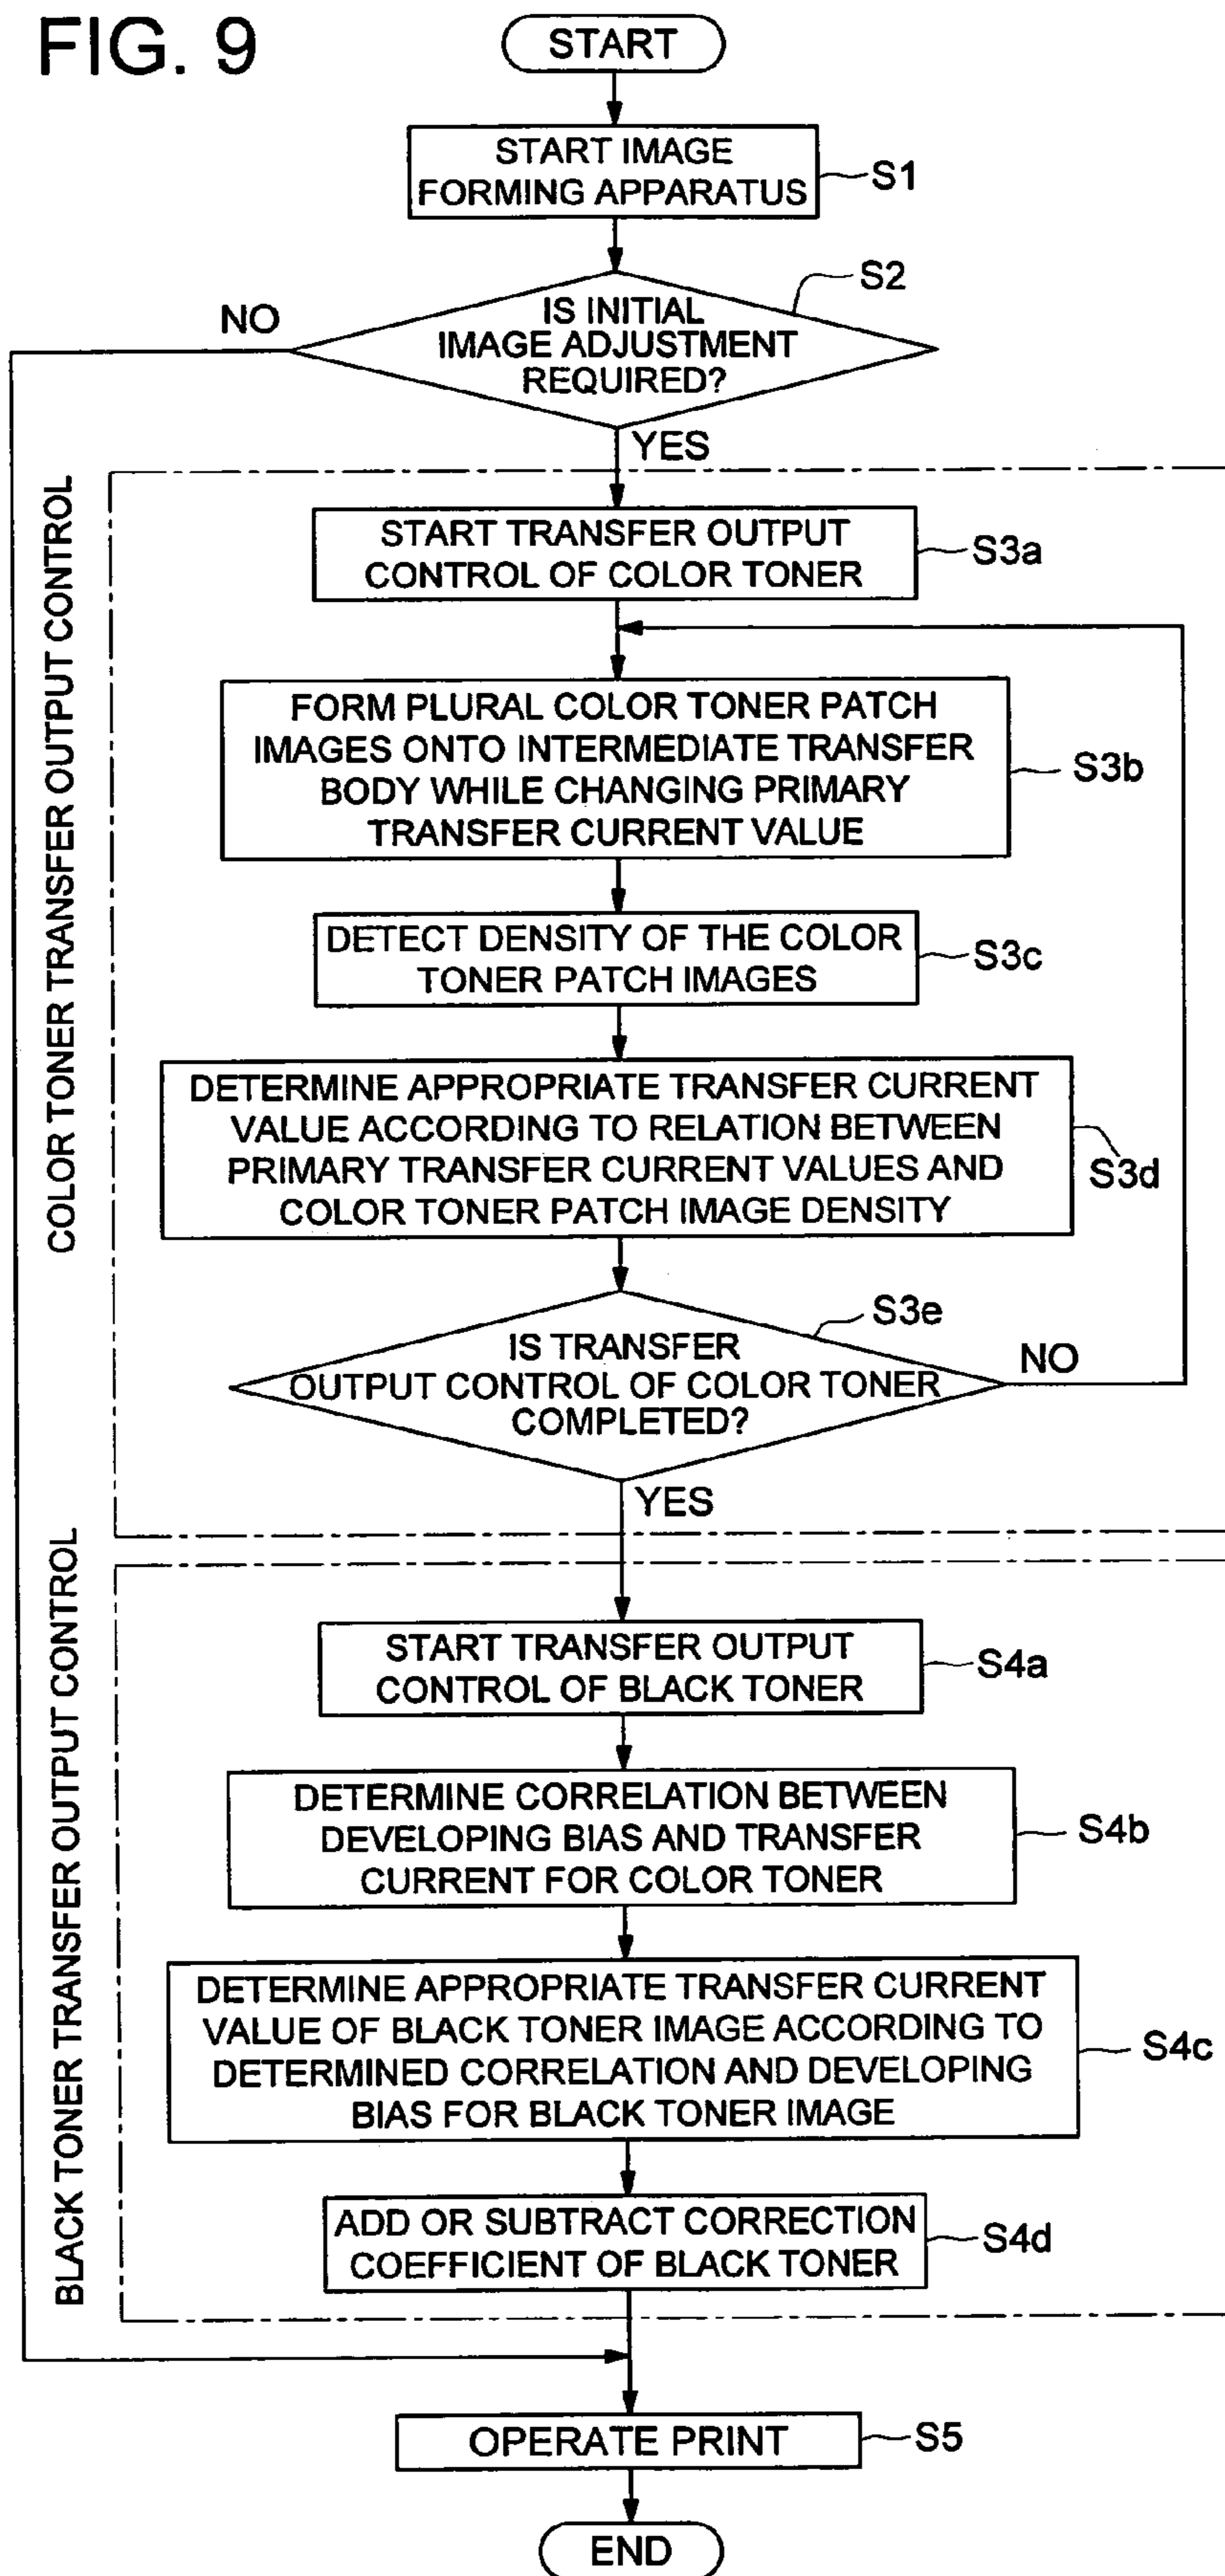 FIG. 9
START
START IMAGE
FORMING APPARATUS
S1
S2
IS INITIAL
IMAGE ADJUSTMENT
REQUIRED?
NO
YES
COLOR TONER TRANSFER OUTPUT CONTROL
START TRANSFER OUTPUT
CONTROL OF COLOR TONER
S3a
FORM PLURAL COLOR TONER PATCH
IMAGES ONTO INTERMEDIATE TRANSFER
BODY WHILE CHANGING PRIMARY
TRANSFER CURRENT VALUE
S3b
DETECT DENSITY OF THE COLOR
TONER PATCH IMAGES
S3c
DETERMINE APPROPRIATE TRANSFER CURRENT
VALUE ACCORDING TO RELATION BETWEEN
PRIMARY TRANSFER CURRENT VALUES AND
COLOR TONER PATCH IMAGE DENSITY
S3d
S3e
IS TRANSFER
OUTPUT CONTROL OF COLOR TONER
COMPLETED?
NO
YES
BLACK TONER TRANSFER OUTPUT CONTROL
START TRANSFER OUTPUT
CONTROL OF BLACK TONER
S4a
DETERMINE CORRELATION BETWEEN
DEVELOPING BIAS AND TRANSFER
CURRENT FOR COLOR TONER
S4b
DETERMINE APPROPRIATE TRANSFER CURRENT
VALUE OF BLACK TONER IMAGE ACCORDING TO
DETERMINED CORRELATION AND DEVELOPING
BIAS FOR BLACK TONER IMAGE
S4c
ADD OR SUBTRACT CORRECTION
COEFFICIENT OF BLACK TONER
S4d
OPERATE PRINT
S5
END